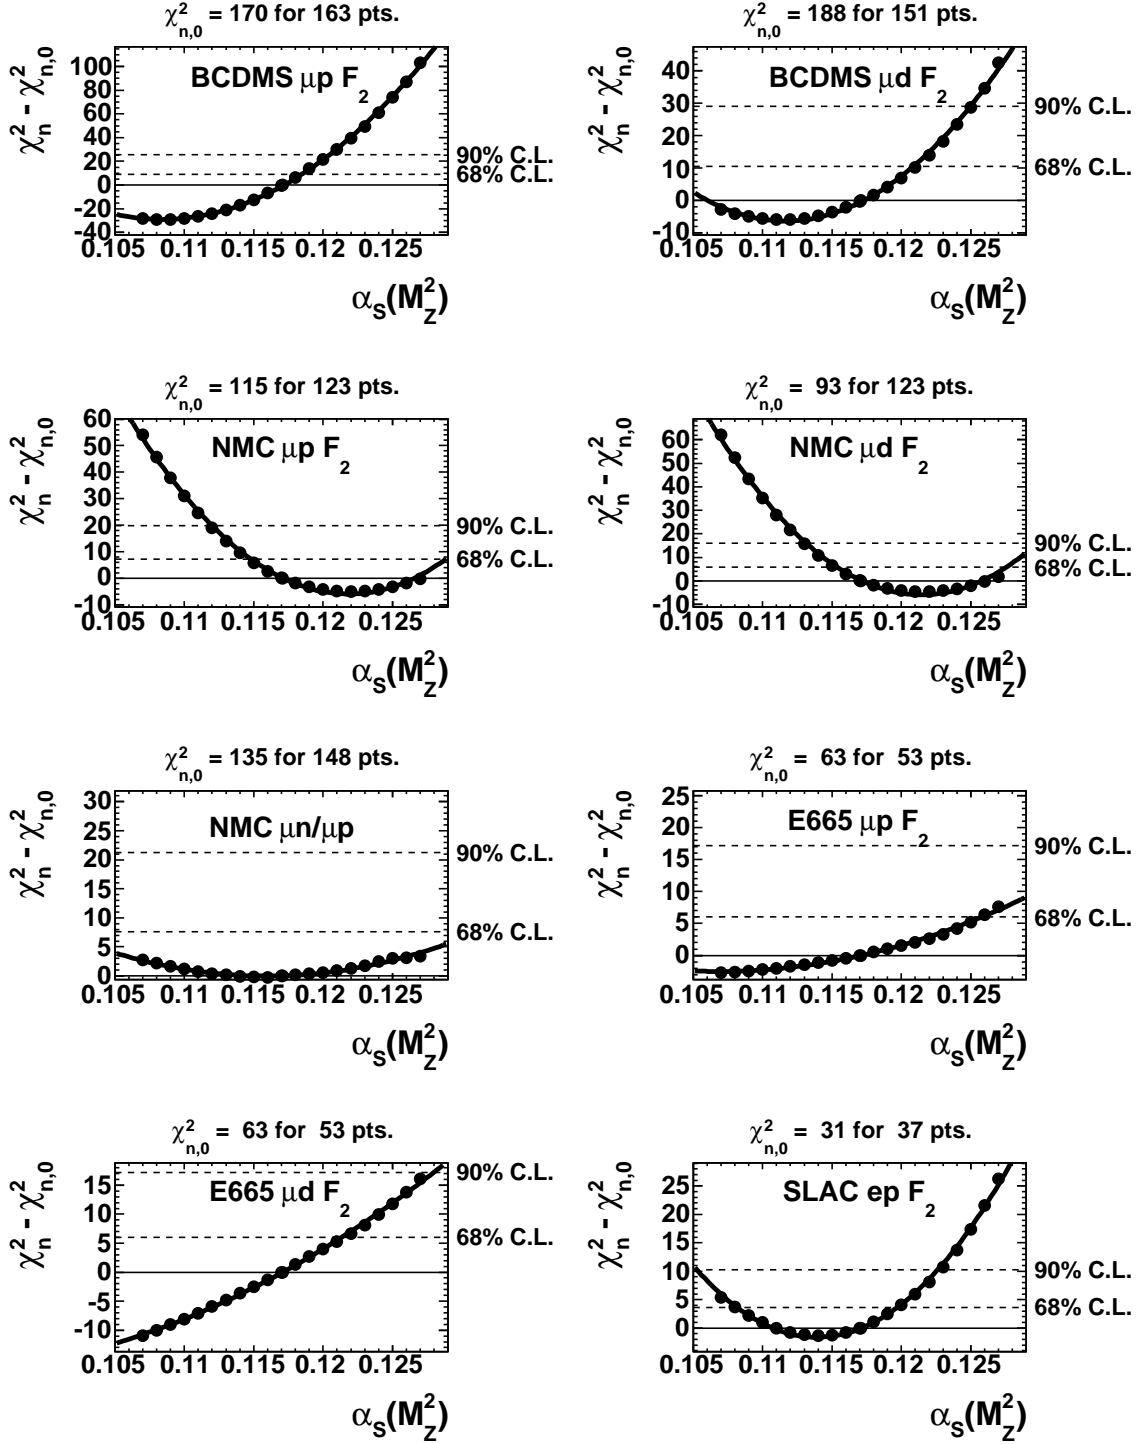 χ²n,0 = 170 for 163 pts.
χ²n - χ²n,0
BCDMS μp F2
100
80
60
40
20
0
-20
-40
90% C.L.
68% C.L.
0.105 0.11 0.115 0.12 0.125
αS(M²Z)
χ²n,0 = 188 for 151 pts.
χ²n - χ²n,0
BCDMS μd F2
40
30
20
10
0
-10
90% C.L.
68% C.L.
0.105 0.11 0.115 0.12 0.125
αS(M²Z)
χ²n,0 = 115 for 123 pts.
χ²n - χ²n,0
NMC μp F2
60
50
40
30
20
10
0
-10
90% C.L.
68% C.L.
0.105 0.11 0.115 0.12 0.125
αS(M²Z)
χ²n,0 = 93 for 123 pts.
χ²n - χ²n,0
NMC μd F2
60
50
40
30
20
10
0
-10
90% C.L.
68% C.L.
0.105 0.11 0.115 0.12 0.125
αS(M²Z)
χ²n,0 = 135 for 148 pts.
χ²n - χ²n,0
NMC μn/μp
30
25
20
15
10
5
0
90% C.L.
68% C.L.
0.105 0.11 0.115 0.12 0.125
αS(M²Z)
χ²n,0 = 63 for 53 pts.
χ²n - χ²n,0
E665 μp F2
25
20
15
10
5
0
90% C.L.
68% C.L.
0.105 0.11 0.115 0.12 0.125
αS(M²Z)
χ²n,0 = 63 for 53 pts.
χ²n - χ²n,0
E665 μd F2
15
10
5
0
-5
-10
90% C.L.
68% C.L.
0.105 0.11 0.115 0.12 0.125
αS(M²Z)
χ²n,0 = 31 for 37 pts.
χ²n - χ²n,0
SLAC ep F2
25
20
15
10
5
0
90% C.L.
68% C.L.
0.105 0.11 0.115 0.12 0.125
αS(M²Z)